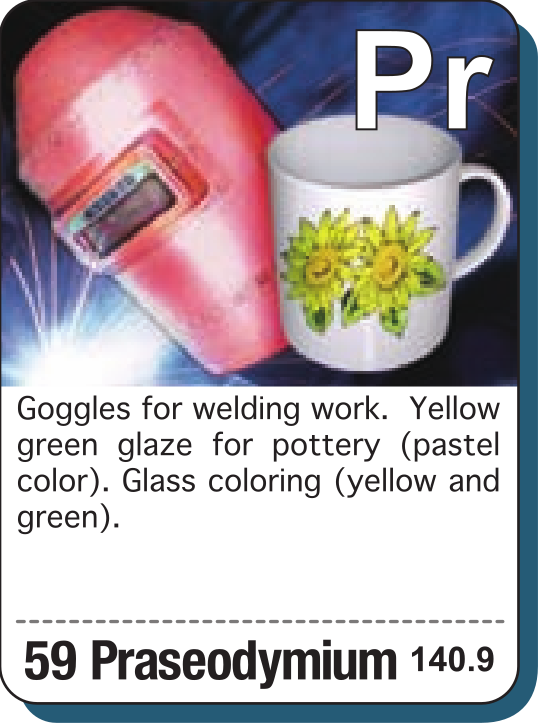 Pr
Goggles for welding work. Yellow
green glaze for pottery (pastel
color). Glass coloring (yellow and
green).
59 Praseodymium 140.9